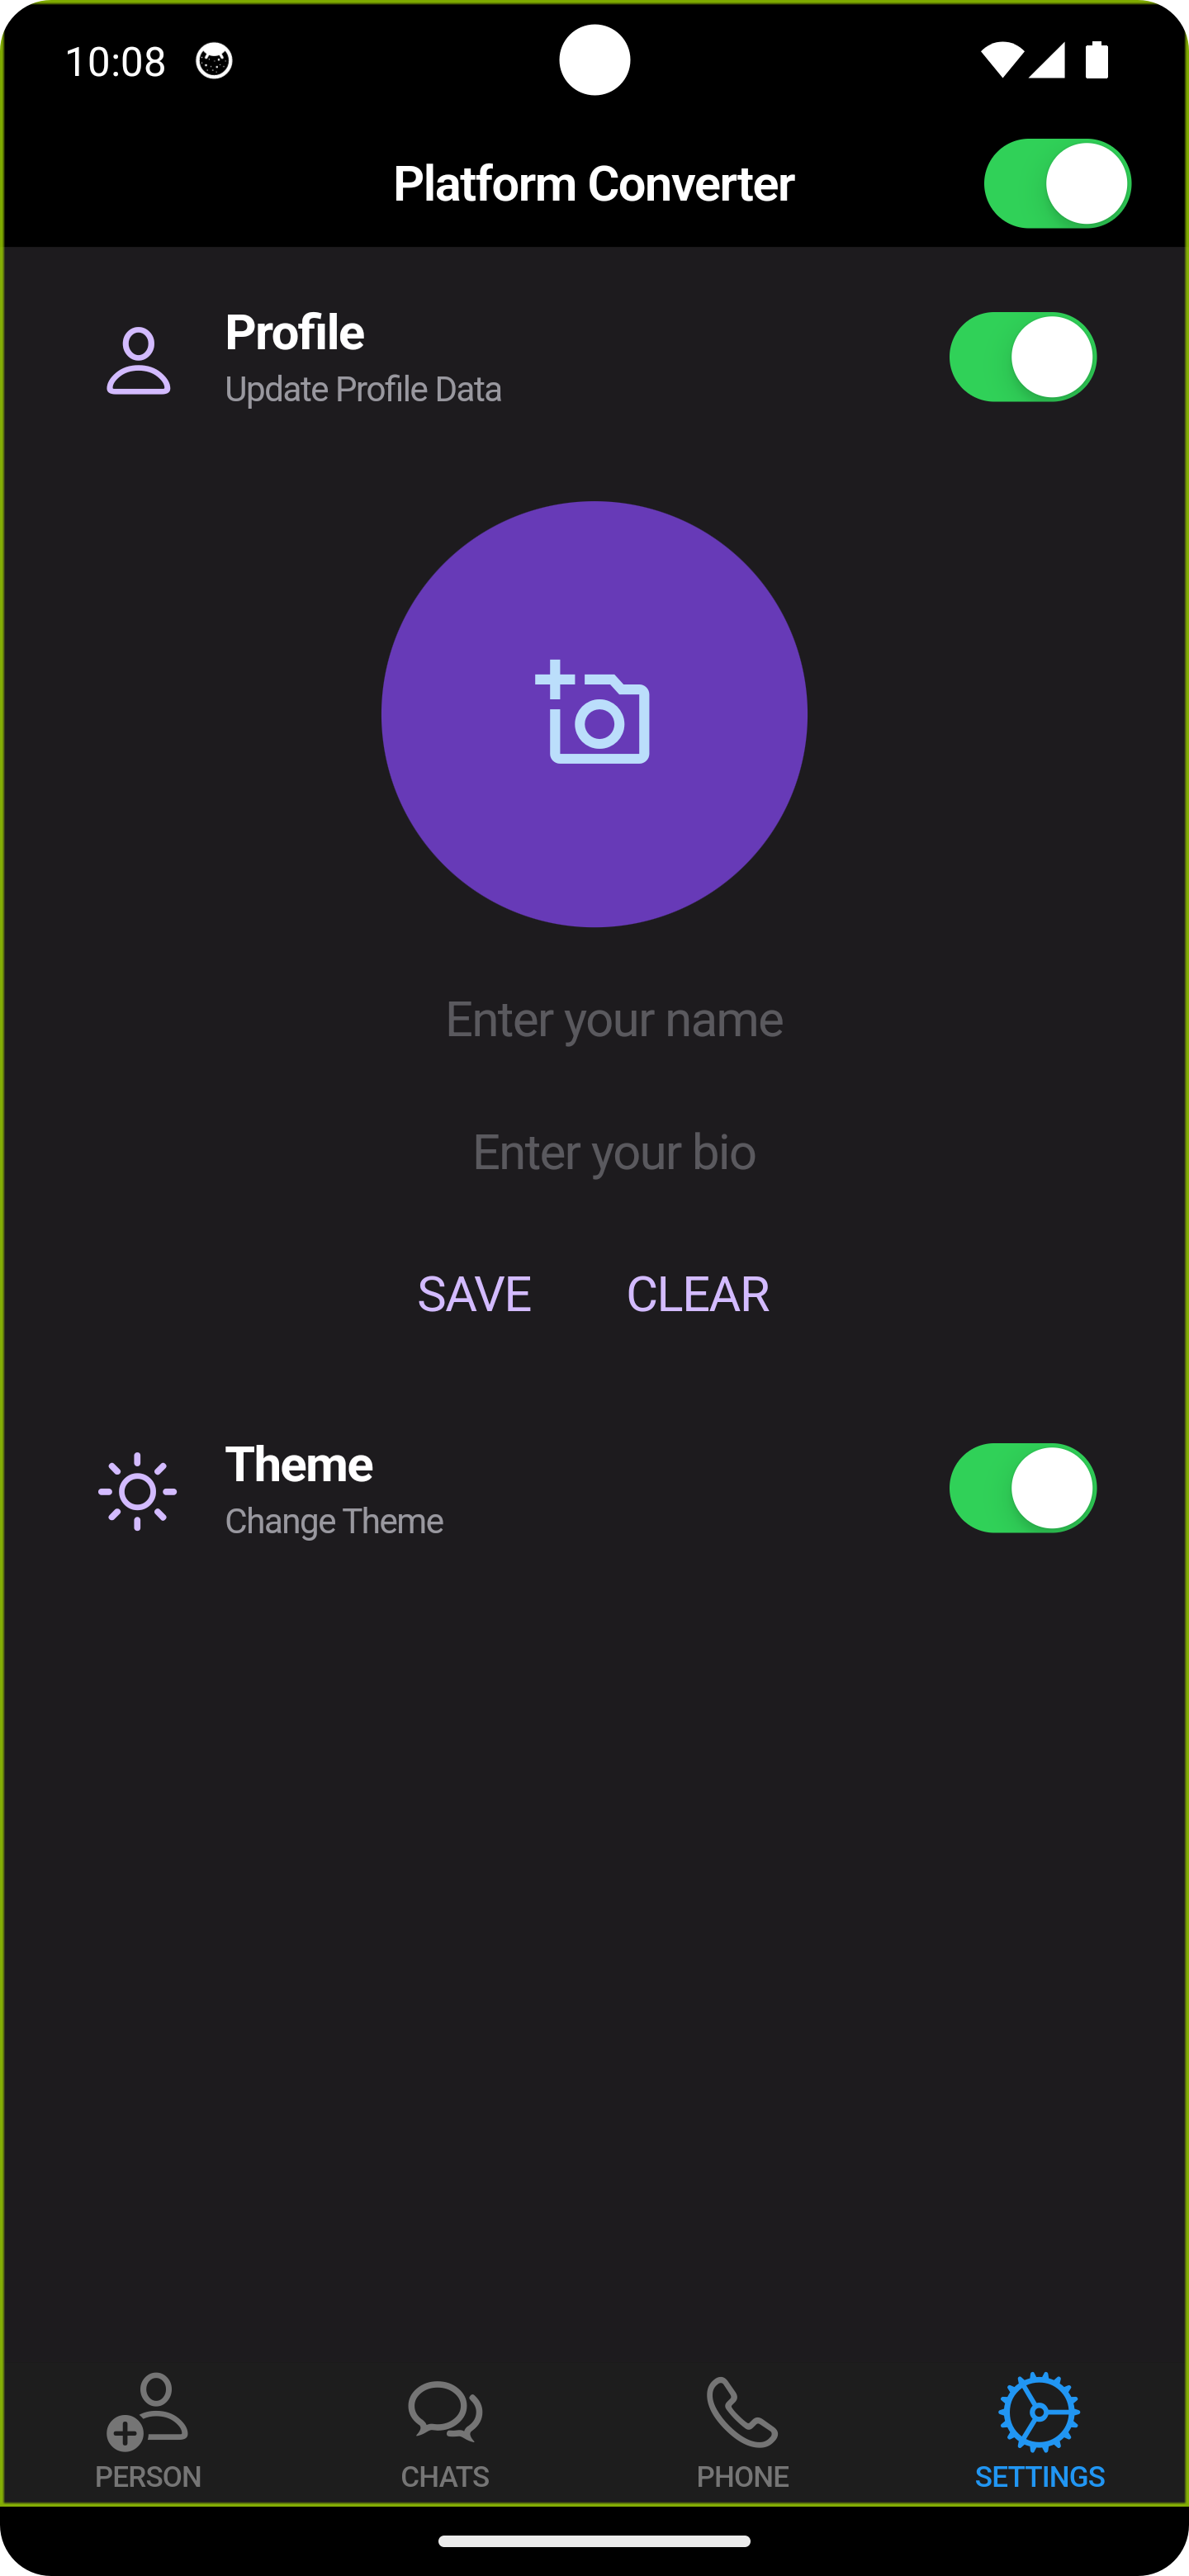 10:08
Platform Converter
Profile
Update Profile Data
Enter your name
Enter your bio
SAVE CLEAR
Theme
Change Theme
PERSON CHATS PHONE SETTINGS